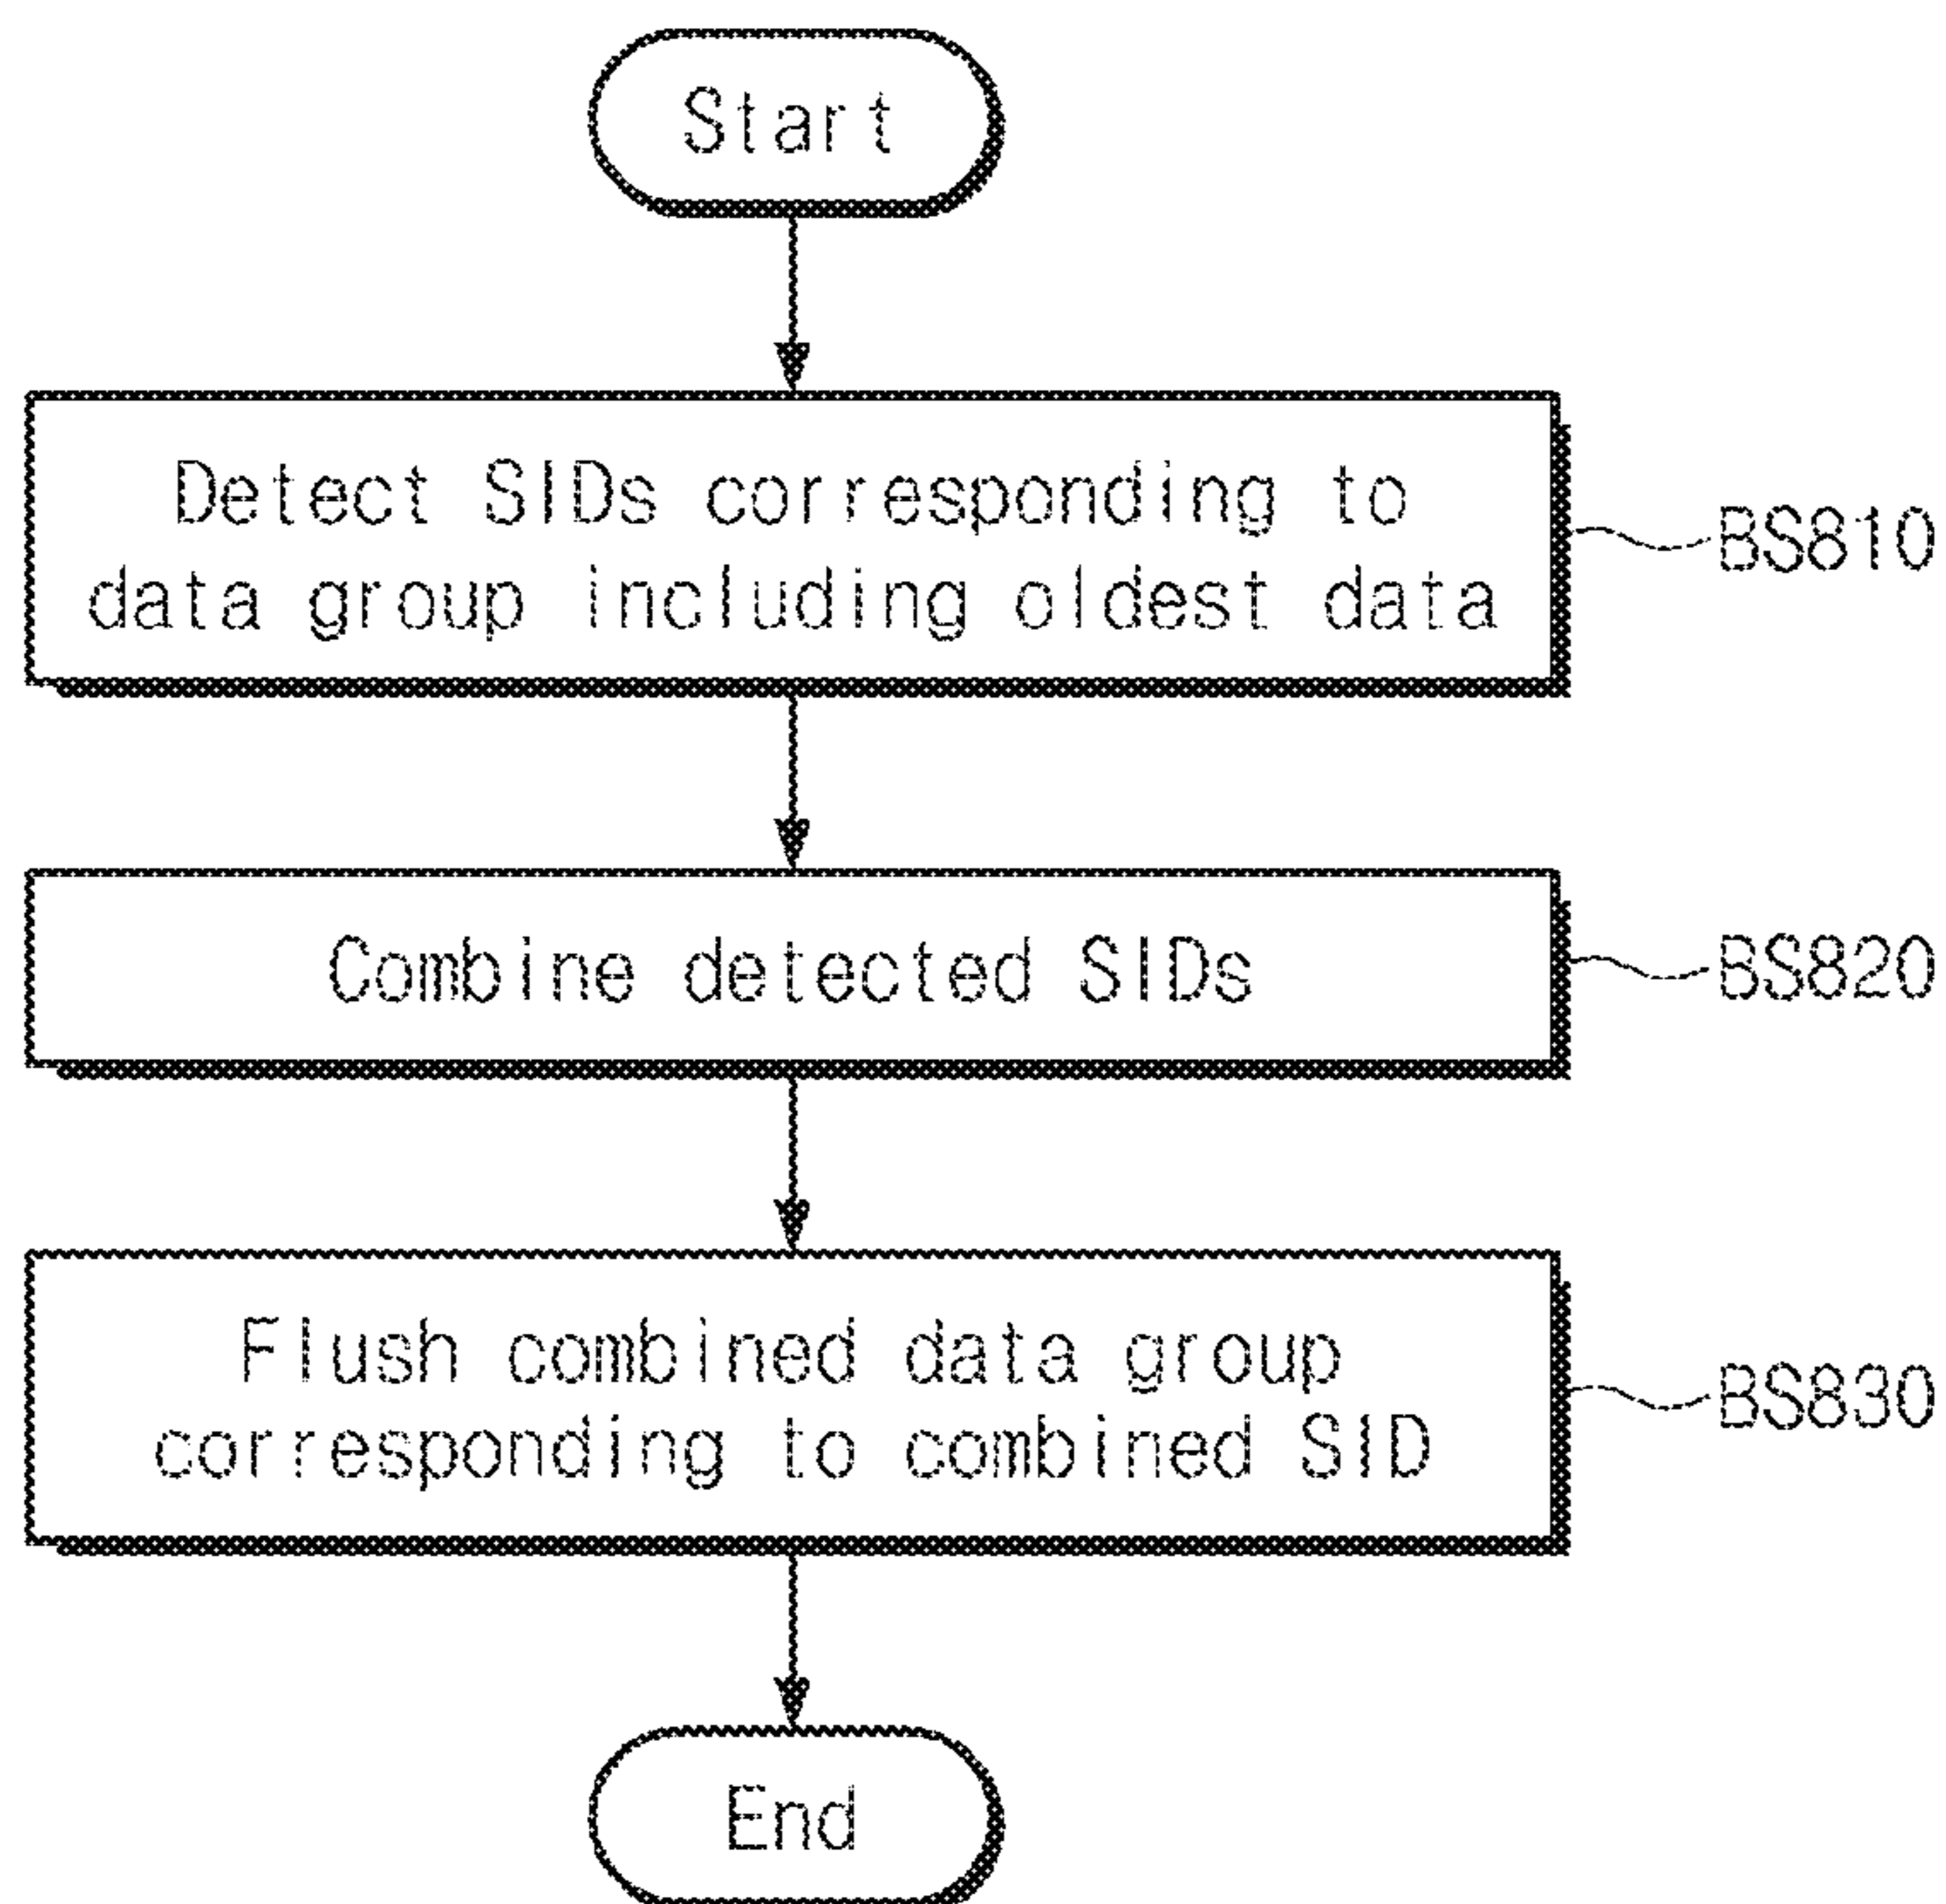 Start
Detect SIDs corresponding to
data group including oldest data
BS810
Combine detected SIDs
BS820
Flush combined data group
corresponding to combined SID
BS830
End